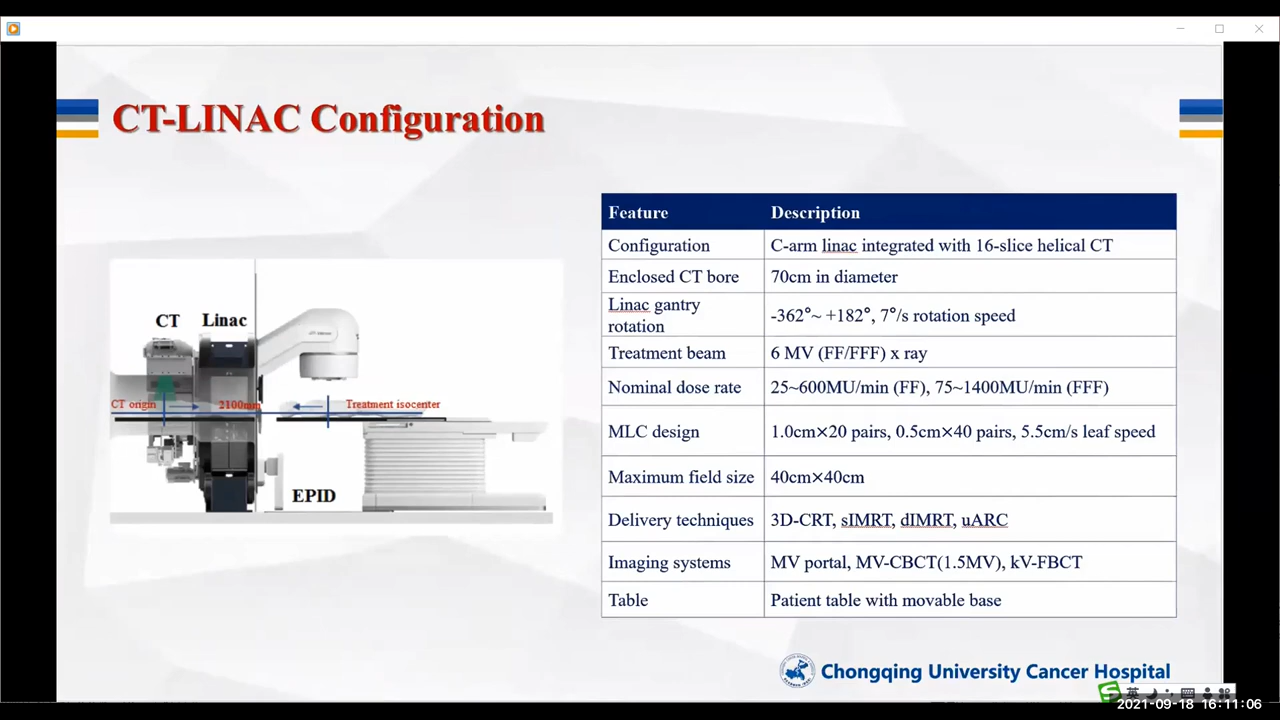 CT-LINAC Configuration
CT
Linac
CT origin
2100mm
Treatment isocenter
EPID
Feature Description
Configuration C-arm linac integrated with 16-slice helical CT
Enclosed CT bore 70cm in diameter
Linac gantry
rotation
-362°~ +182°, 7°/s rotation speed
Treatment beam 6 MV (FF/FFF) x ray
Nominal dose rate 25~600MU/min (FF), 75~1400MU/min (FFF)
MLC design 1.0cm×20 pairs, 0.5cm×40 pairs, 5.5cm/s leaf speed
Maximum field size 40cm×40cm
Delivery techniques 3D-CRT, sIMRT, dIMRT, uARC
Imaging systems MV portal, MV-CBCT(1.5MV), kV-FBCT
Table Patient table with movable base
Chongqing University Cancer Hospital
英
2021-09-18 16:11:06